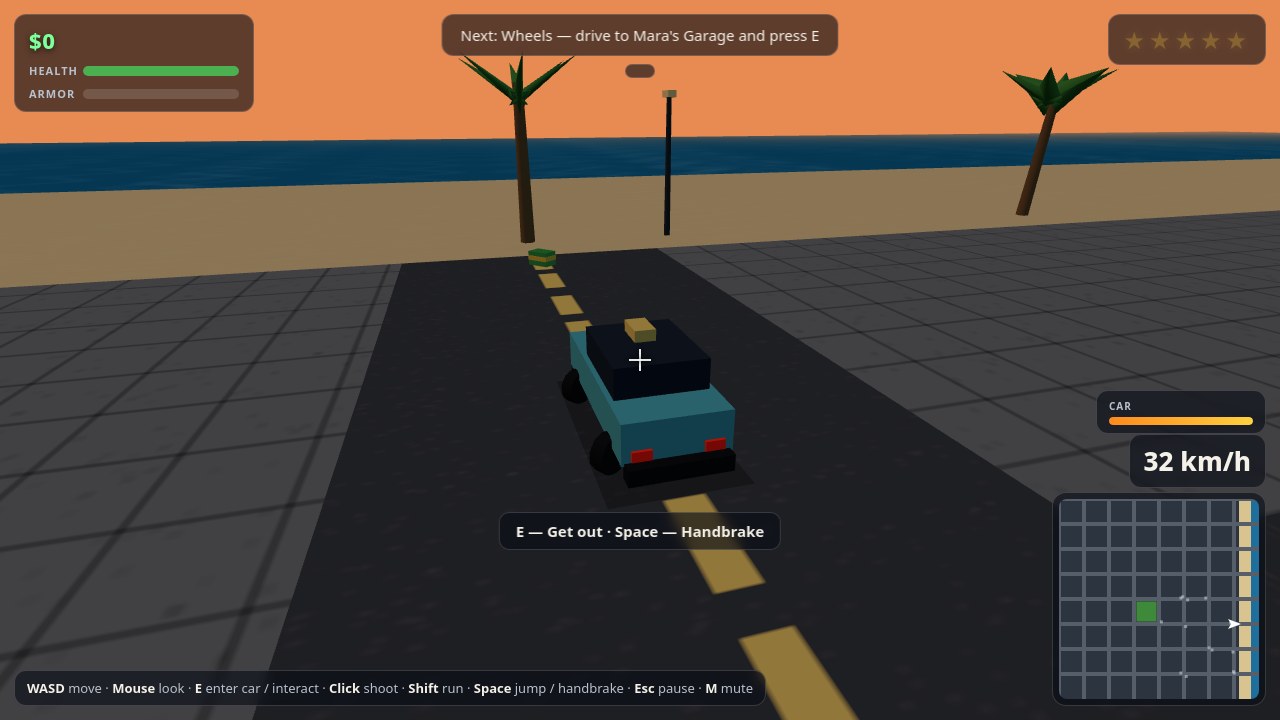 $0
HEALTH
ARMOR
Next: Wheels — drive to Mara's Garage and press E
★★★★★
CAR
32 km/h
E — Get out · Space — Handbrake
WASD move · Mouse look · E enter car / interact · Click shoot · Shift run · Space jump / handbrake · Esc pause · M mute